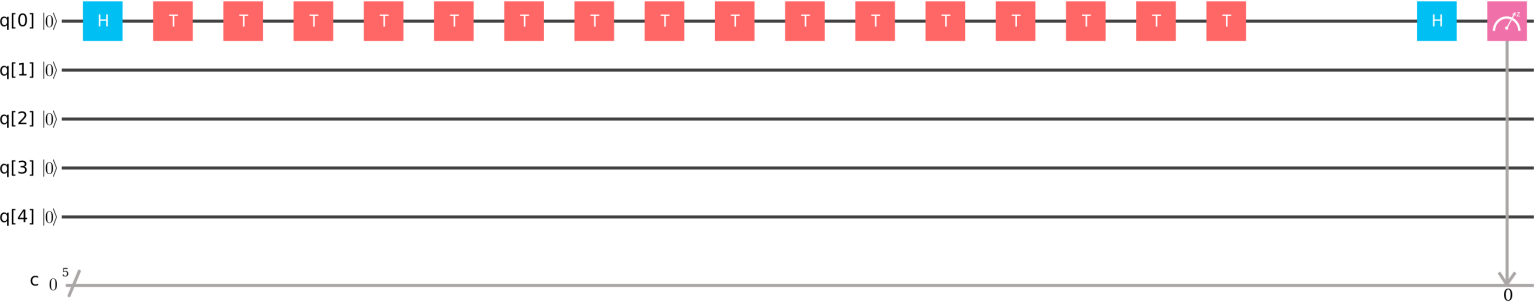 q[0] |0⟩ H T T T T T T T T T T T T T T T T H z
q[1] |0⟩
q[2] |0⟩
q[3] |0⟩
q[4] |0⟩
c 0 5
0